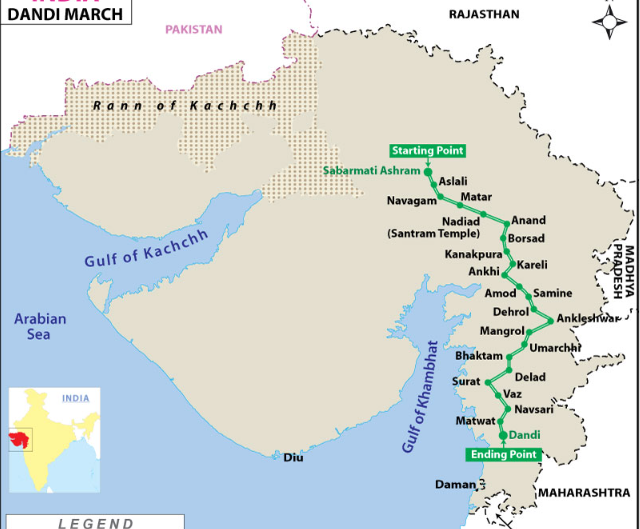 INDIA
DANDI MARCH
RAJASTHAN
PAKISTAN
Rann of Kachchh
Starting Point
Sabarmati Ashram
Aslali
Navagam
Matar
Nadiad
(Santram Temple)
Anand
Borsad
Kanakpura
Kareli
Ankhi
Amod
Samine
Dehrol
Ankleshwar
Mangrol
Umarchhi
Bhaktam
Delad
Surat
Vaz
Navsari
Matwat
Dandi
Ending Point
Gulf of Kachchh
Arabian
Sea
Gulf of Khambhat
MADHYA
PRADESH
INDIA
Diu
Daman
MAHARASHTRA
LEGEND